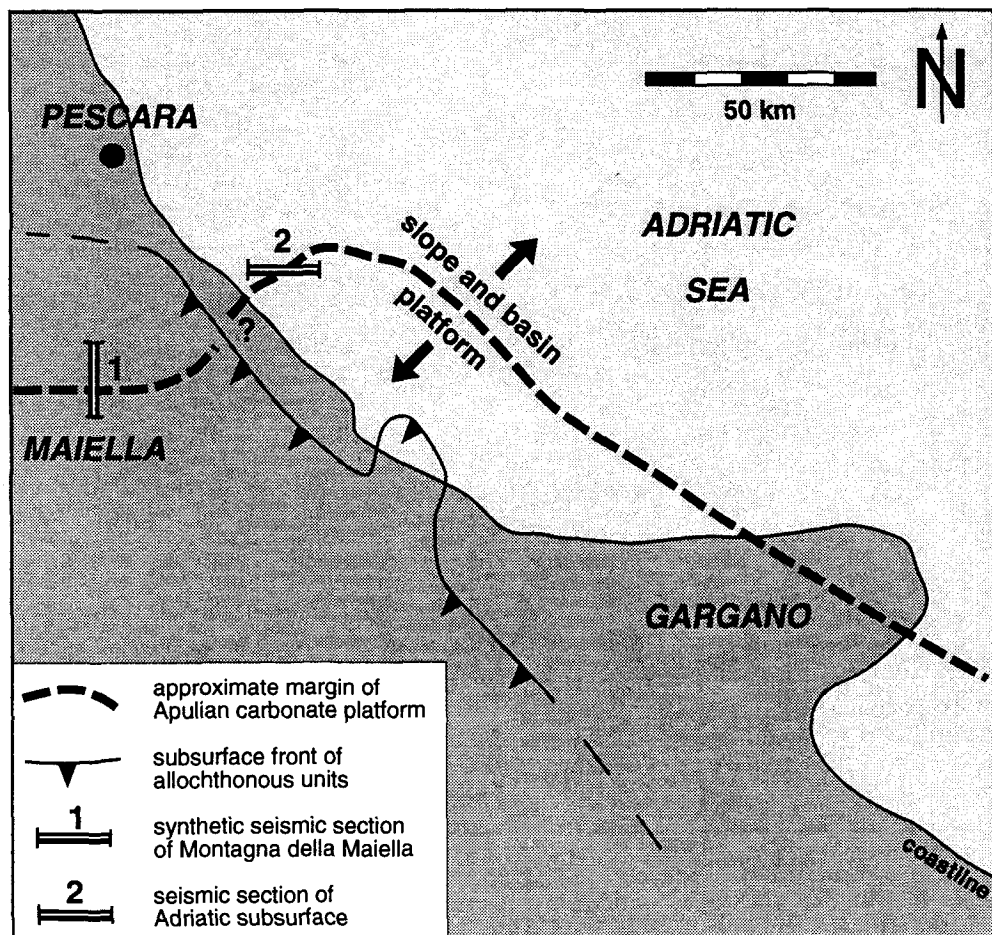 PESCARA
N
50 km
ADRIATIC
SEA
slope and basin
platform
2
?
1
MAIELLA
GARGANO
coastline
approximate margin of
Apulian carbonate platform
subsurface front of
allochthonous units
1
synthetic seismic section
of Montagna della Maiella
2
seismic section of
Adriatic subsurface